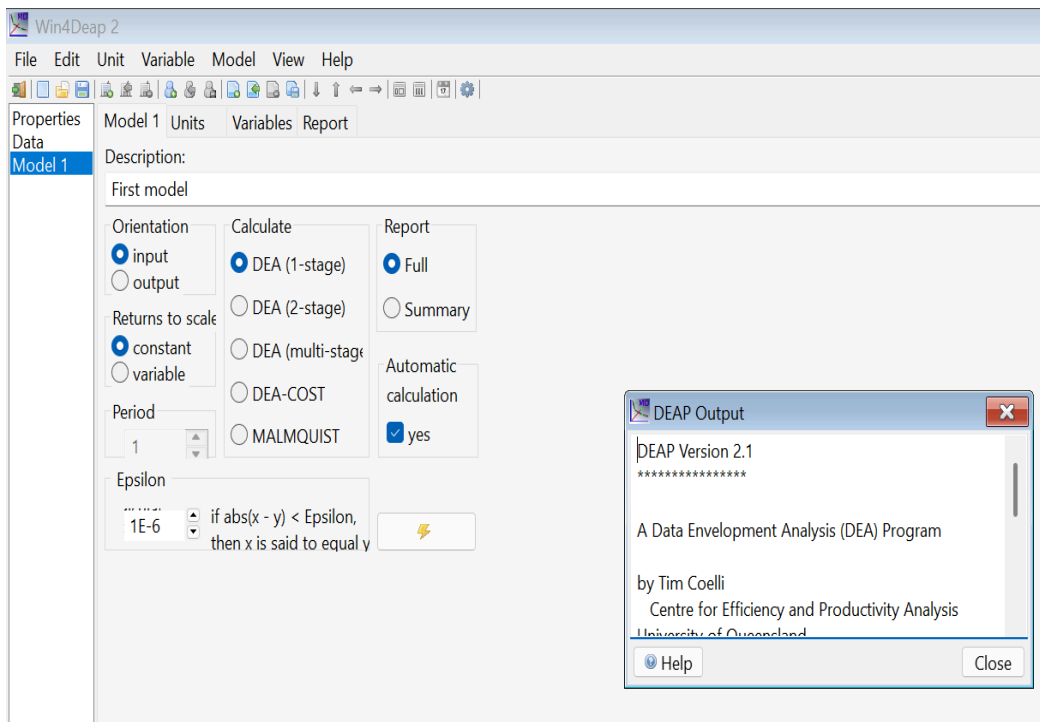 Win4Deap 2
File Edit Unit Variable Model View Help
Properties
Data
Model 1
Model 1 Units Variables Report
Description:
First model
Orientation
input
output
Returns to scale
constant
variable
Period
1
Calculate
DEA (1-stage)
DEA (2-stage)
DEA (multi-stage
DEA-COST
MALMQUIST
Report
Full
Summary
Automatic
calculation
yes
Epsilon
1E-6
if abs(x - y) < Epsilon,
then x is said to equal y
DEAP Output
DEAP Version 2.1
****************
A Data Envelopment Analysis (DEA) Program
by Tim Coelli
Centre for Efficiency and Productivity Analysis
University of Queensland
Help Close